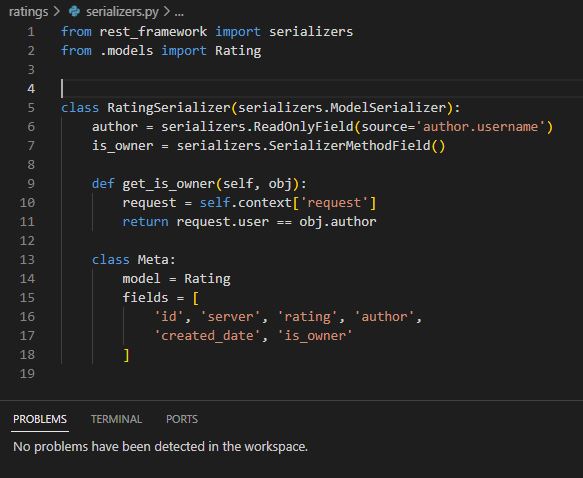 ratings > serializers.py > ...
1 from rest_framework import serializers
2 from .models import Rating
3
4
5 class RatingSerializer(serializers.ModelSerializer):
6     author = serializers.ReadOnlyField(source='author.username')
7     is_owner = serializers.SerializerMethodField()
8
9     def get_is_owner(self, obj):
10         request = self.context['request']
11         return request.user == obj.author
12
13     class Meta:
14         model = Rating
15         fields = [
16             'id', 'server', 'rating', 'author',
17             'created_date', 'is_owner'
18         ]
19
PROBLEMS TERMINAL PORTS
No problems have been detected in the workspace.